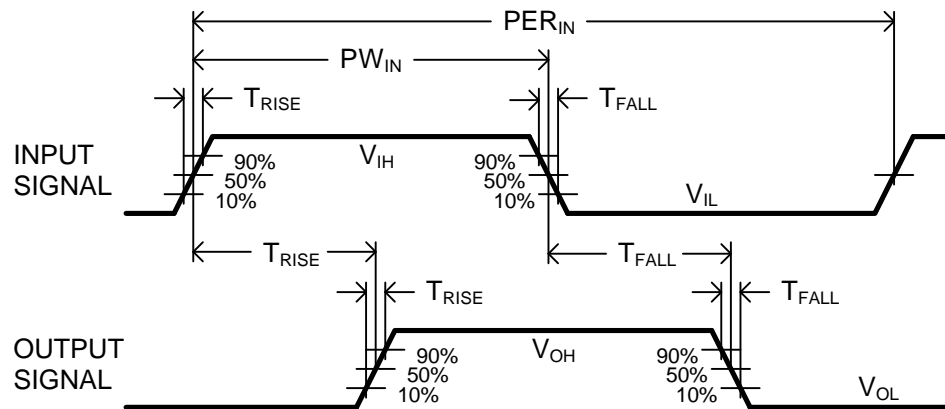 PER_IN
PW_IN
T_RISE T_FALL
INPUT SIGNAL
V_IH
90% 90%
50% 50%
10% 10%
V_IL
T_RISE T_FALL
T_RISE T_FALL
OUTPUT SIGNAL
V_OH
90% 90%
50% 50%
10% 10%
V_OL